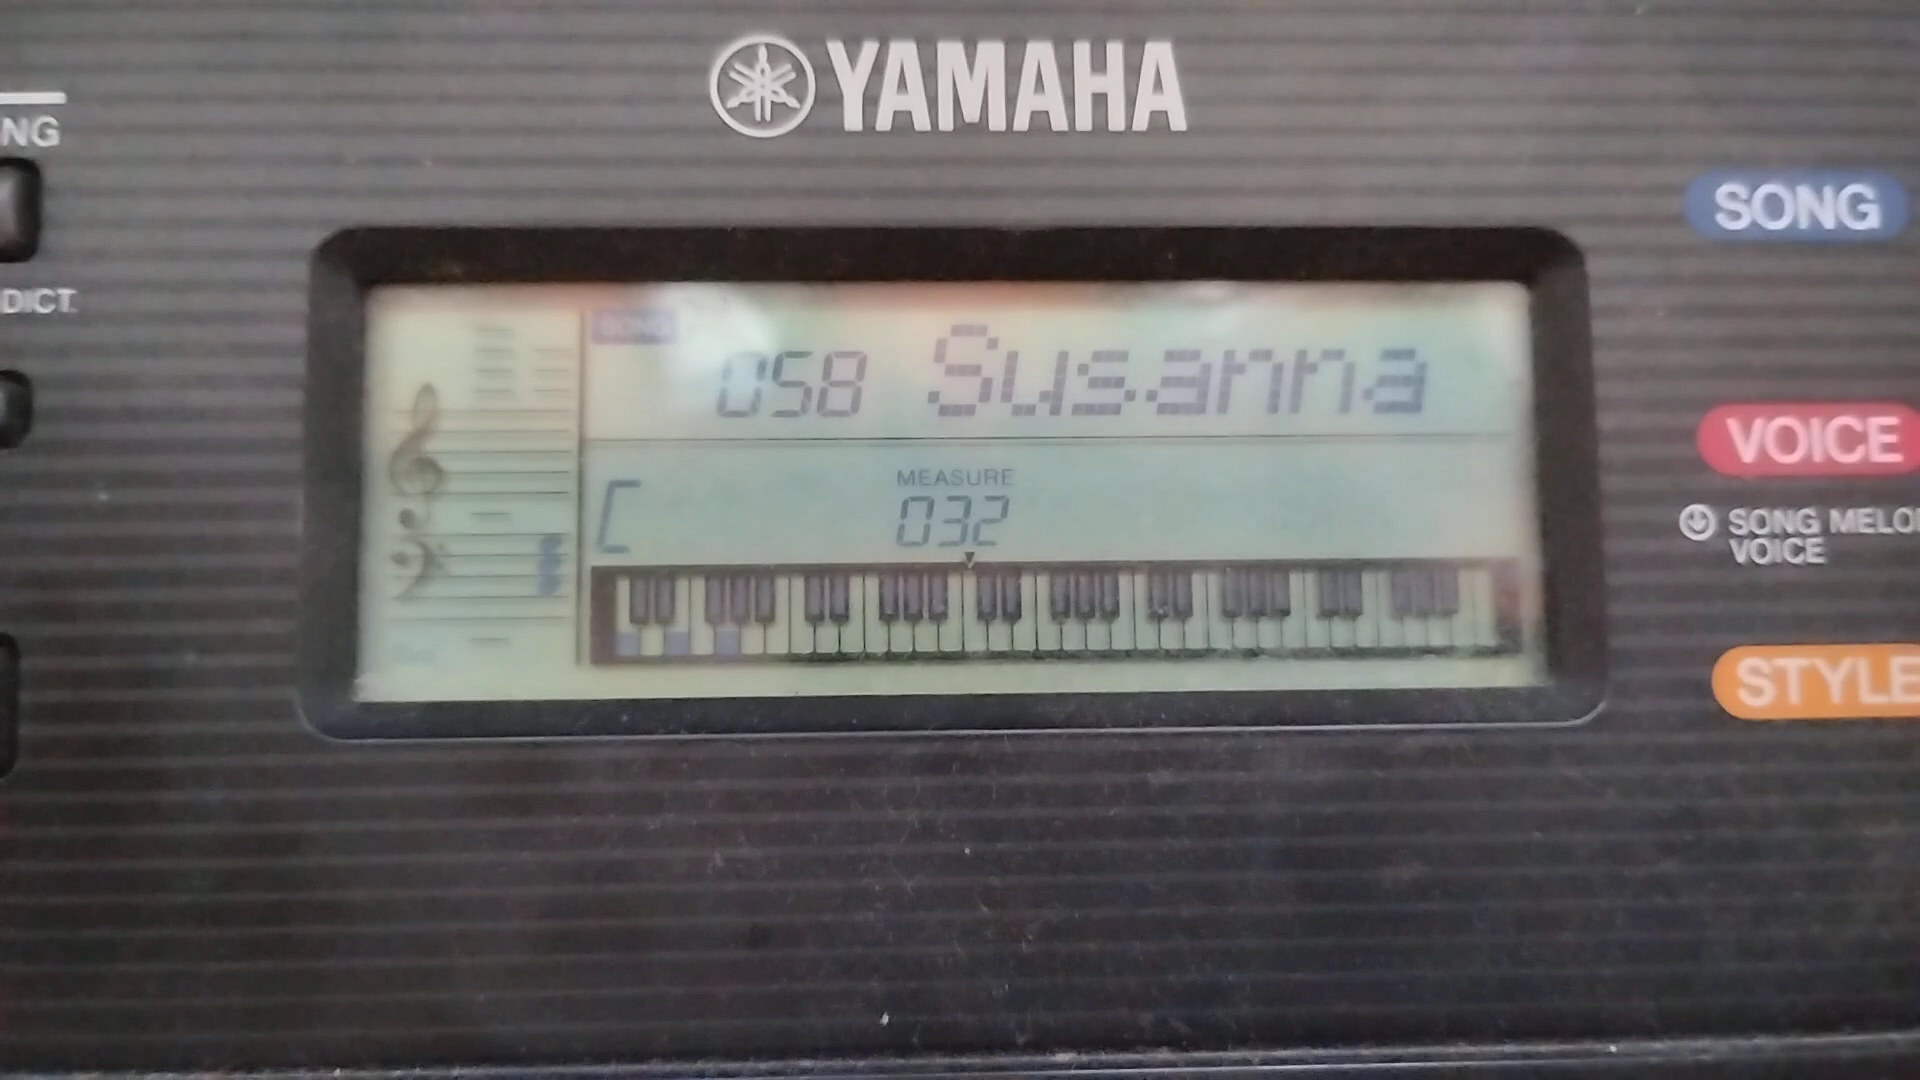 YAMAHA
NG
DICT.
SONG
058 Susanna
MEASURE
C
032
SONG
VOICE
SONG MELO
VOICE
STYLE